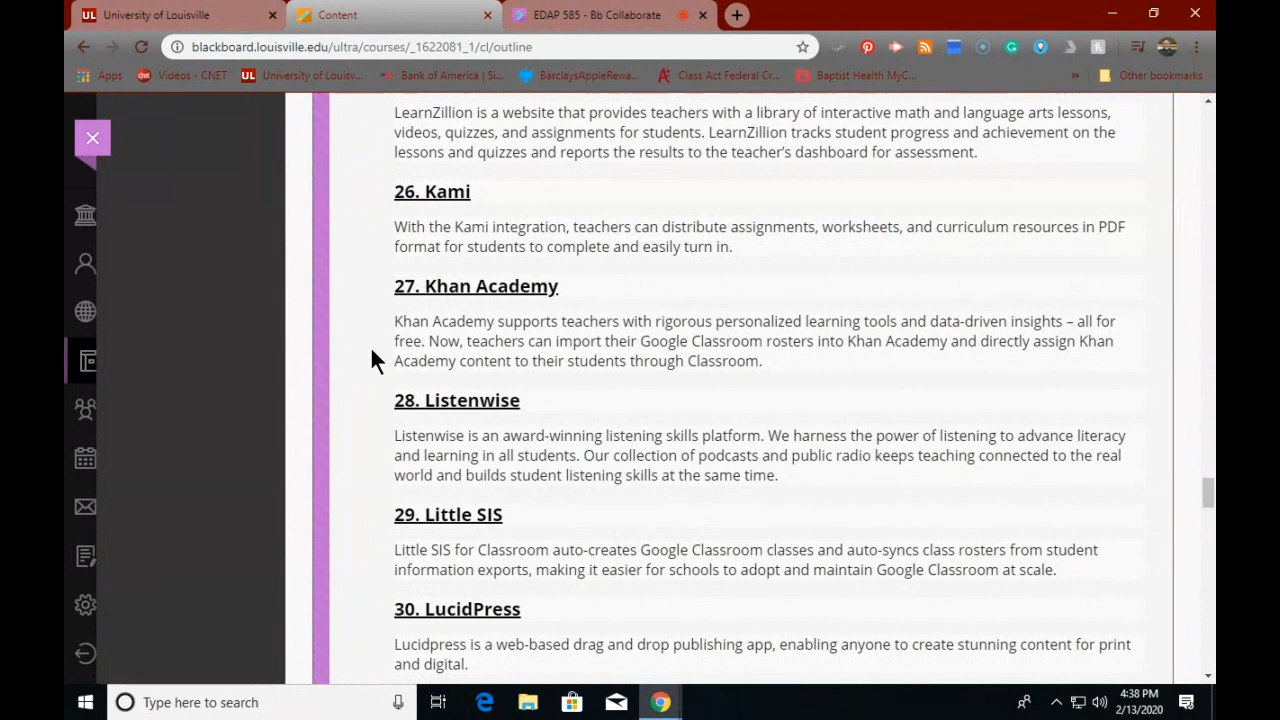 University of Louisville
Content
EDAP 585 - Bb Collaborate
blackboard.louisville.edu/ultra/courses/_1622081_1/cl/outline
Apps
Videos - CNET
University of Louisv...
Bank of America | Si...
BarclaysAppleRewa...
Class Act Federal Cr...
Baptist Health MyC...
Other bookmarks
LearnZillion is a website that provides teachers with a library of interactive math and language arts lessons,
videos, quizzes, and assignments for students. LearnZillion tracks student progress and achievement on the
lessons and quizzes and reports the results to the teacher’s dashboard for assessment.
26. Kami
With the Kami integration, teachers can distribute assignments, worksheets, and curriculum resources in PDF
format for students to complete and easily turn in.
27. Khan Academy
Khan Academy supports teachers with rigorous personalized learning tools and data-driven insights – all for
free. Now, teachers can import their Google Classroom rosters into Khan Academy and directly assign Khan
Academy content to their students through Classroom.
28. Listenwise
Listenwise is an award-winning listening skills platform. We harness the power of listening to advance literacy
and learning in all students. Our collection of podcasts and public radio keeps teaching connected to the real
world and builds student listening skills at the same time.
29. Little SIS
Little SIS for Classroom auto-creates Google Classroom classes and auto-syncs class rosters from student
information exports, making it easier for schools to adopt and maintain Google Classroom at scale.
30. LucidPress
Lucidpress is a web-based drag and drop publishing app, enabling anyone to create stunning content for print
and digital.
Type here to search
4:38 PM
2/13/2020